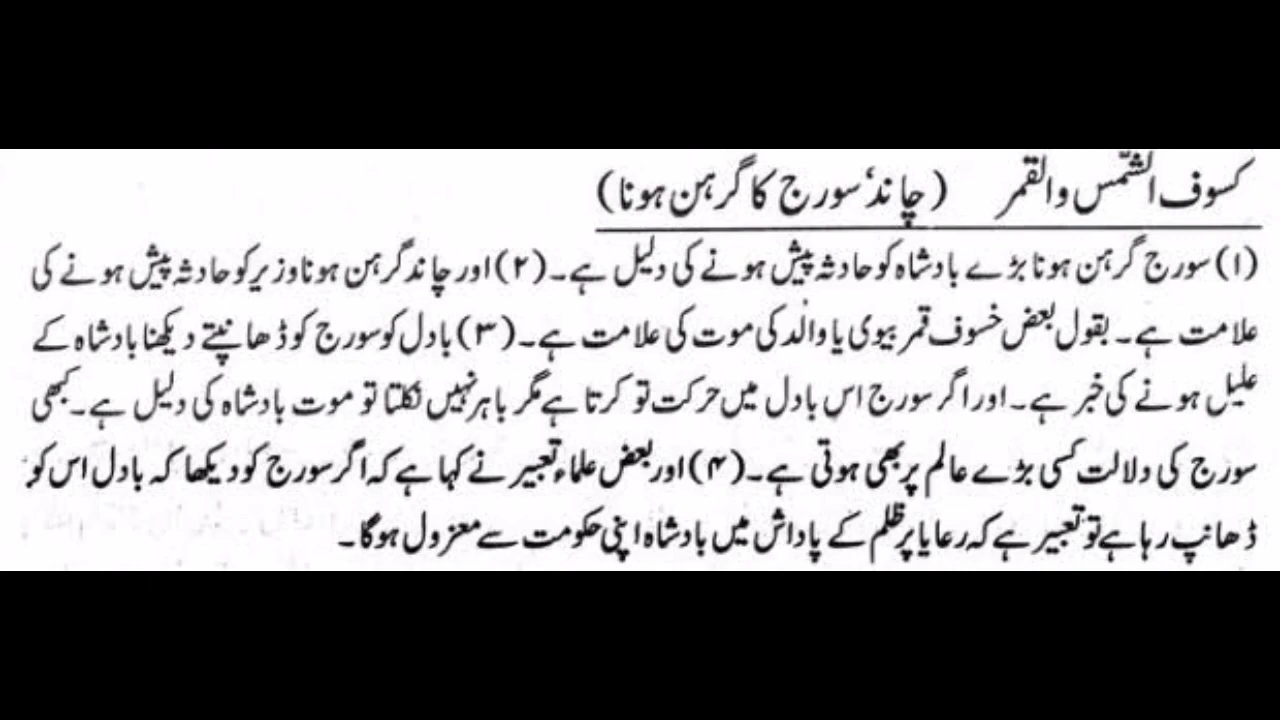 کسوف الشّمس والقمر (چاند، سورج کا گرہن ہونا)
(۱) سورج گرہن ہونا بڑے بادشاہ کو حادثہ پیش ہونے کی دلیل ہے۔ (۲) اور چاند گرہن ہونا وزیر کو حادثہ پیش ہونے کی
علامت ہے۔ بقول بعض خسوف قمر بیوی یا والد کی موت کی علامت ہے۔ (۳) بادل کو سورج کو ڈھانپتے دیکھنا بادشاہ کے
علیل ہونے کی خبر ہے۔ اور اگر سورج اس بادل میں حرکت تو کرتا ہے مگر باہر نہیں نکلتا تو موت بادشاہ کی دلیل ہے۔ کبھی
سورج کی دلالت کسی بڑے عالم پر بھی ہوتی ہے۔ (۴) اور بعض علماء تعبیر نے کہا ہے کہ اگر سورج کو دیکھا کہ بادل اس کو
ڈھانپ رہا ہے تو تعبیر ہے کہ رعایا پر ظلم کے پاداش میں بادشاہ اپنی حکومت سے معزول ہوگا۔